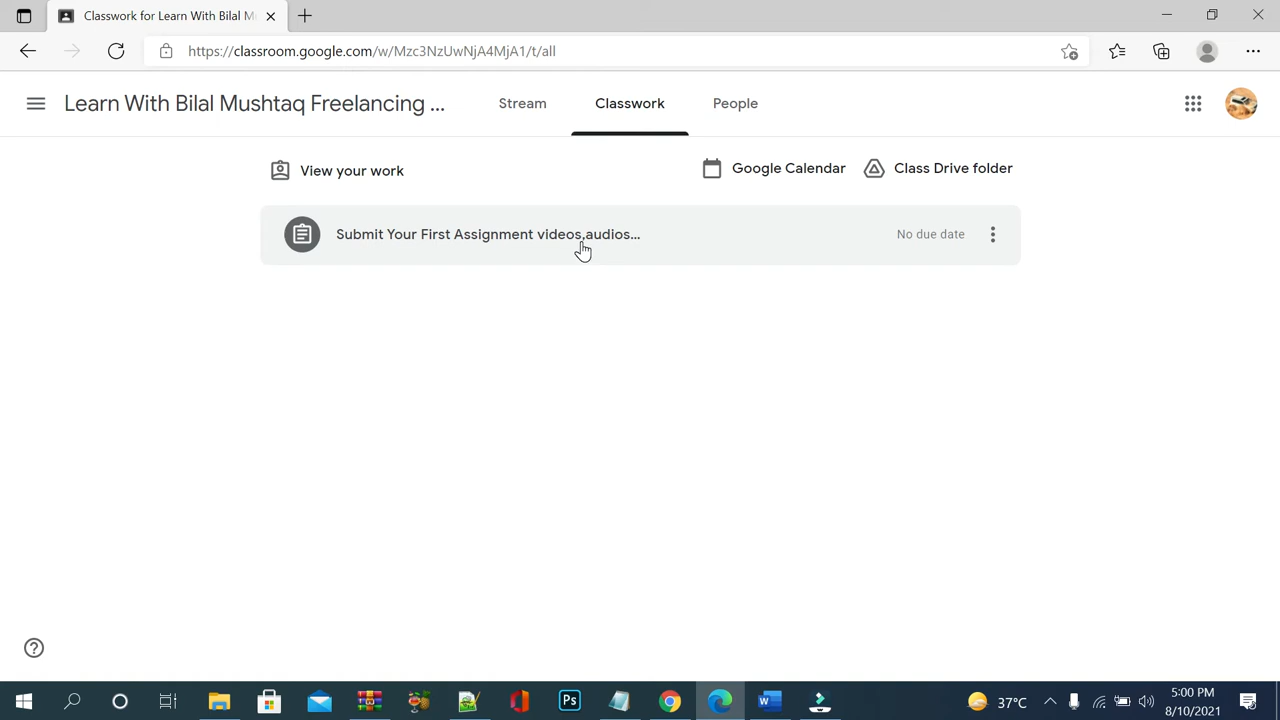 Classwork for Learn With Bilal M
https://classroom.google.com/w/Mzc3NzUwNjA4MjA1/t/all
Learn With Bilal Mushtaq Freelancing ...
Stream
Classwork
People
View your work
Google Calendar
Class Drive folder
Submit Your First Assignment videos,audios...
No due date
37°C
5:00 PM
8/10/2021